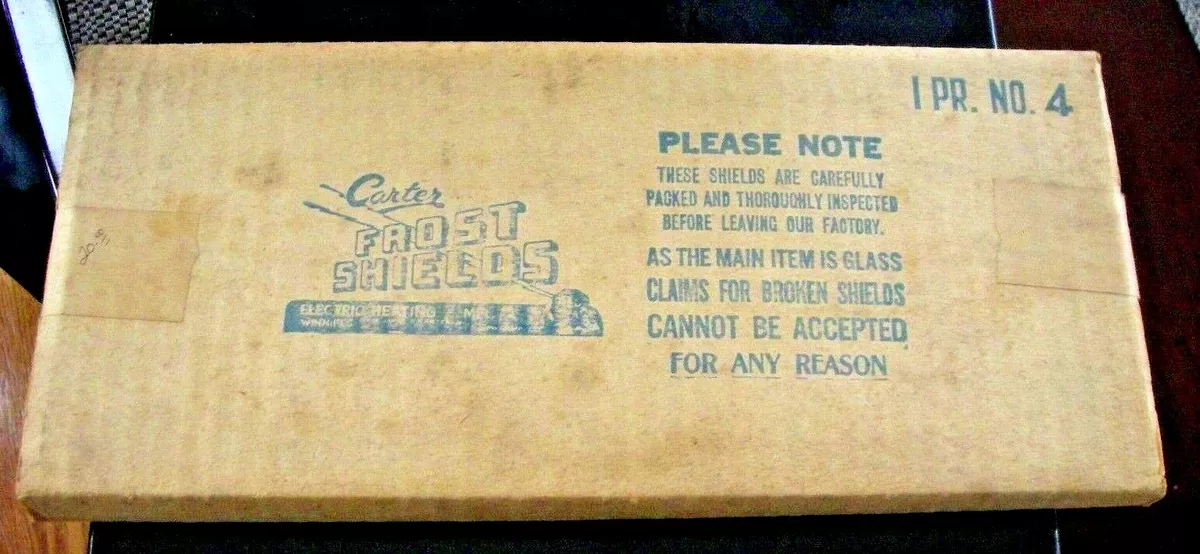 1 PR. NO. 4
PLEASE NOTE
THESE SHIELDS ARE CAREFULLY
PACKED AND THOROUGHLY INSPECTED
BEFORE LEAVING OUR FACTORY.
AS THE MAIN ITEM IS GLASS
CLAIMS FOR BROKEN SHIELDS
CANNOT BE ACCEPTED
FOR ANY REASON
Carter
FROST
SHIELDS
ELECTRIC HEATING